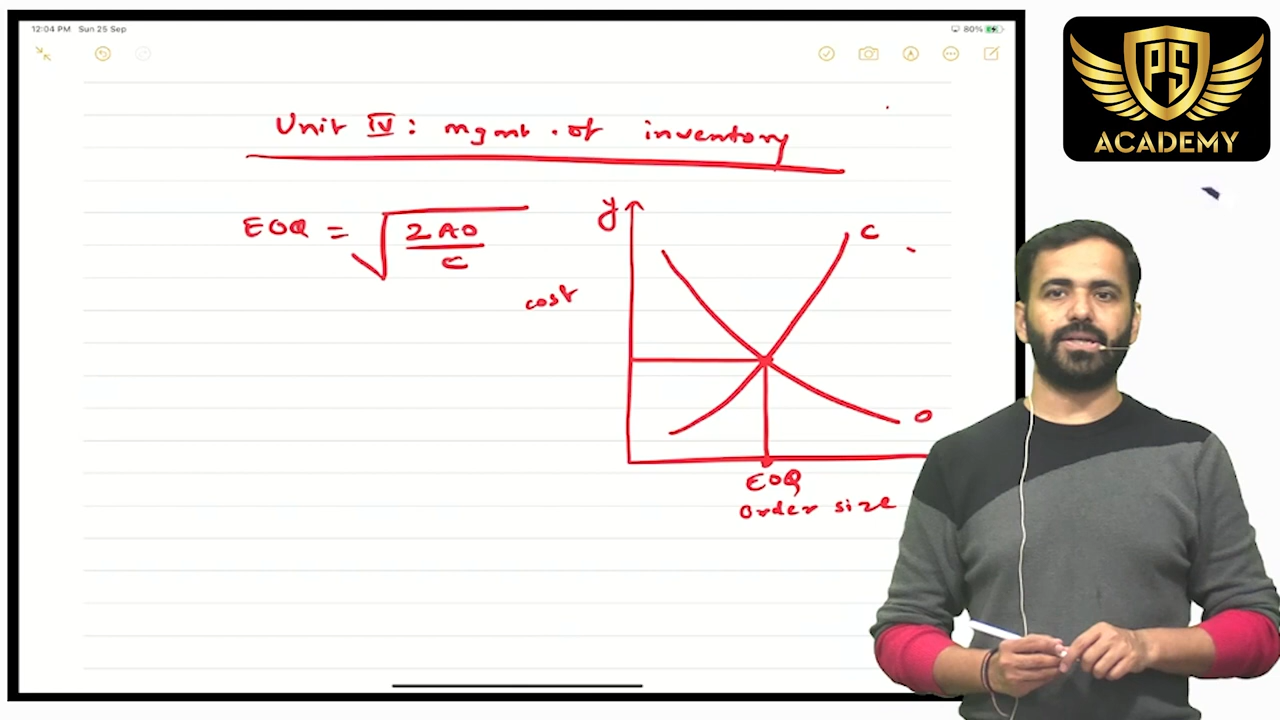 12:04 PM Sun 25 Sep
80%
PS
ACADEMY
Unit IV : mgmt . of inventory
EOQ = √2AO/C
y
C
cost
O
EOQ
Order size